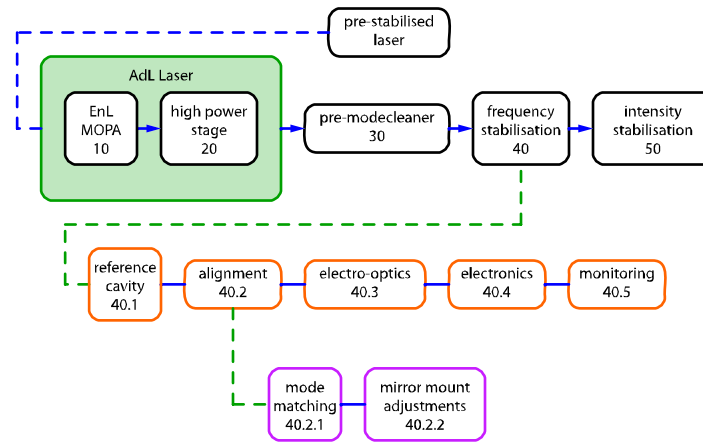 pre-stabilised
laser
AdL Laser
EnL
MOPA
10
high power
stage
20
pre-modecleaner
30
frequency
stabilisation
40
intensity
stabilisation
50
reference
cavity
40.1
alignment
40.2
electro-optics
40.3
electronics
40.4
monitoring
40.5
mode
matching
40.2.1
mirror mount
adjustments
40.2.2